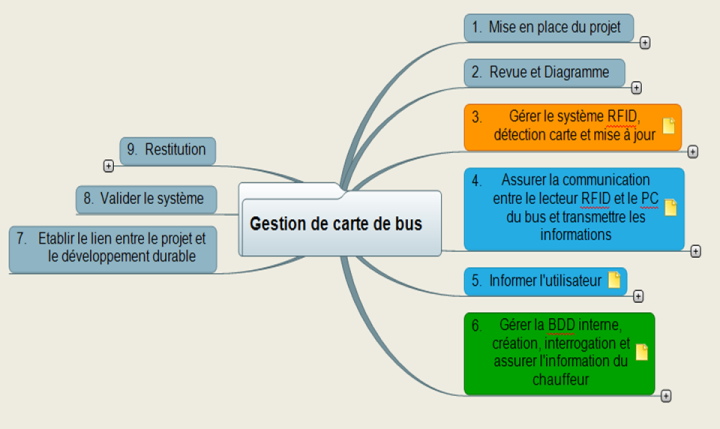 1. Mise en place du projet
2. Revue et Diagramme
3. Gérer le système RFID,
détection carte et mise à jour
4. Assurer la communication
entre le lecteur RFID et le PC
du bus et transmettre les
informations
5. Informer l'utilisateur
6. Gérer la BDD interne,
création, interrogation et
assurer l'information du
chauffeur
Gestion de carte de bus
9. Restitution
8. Valider le système
7. Etablir le lien entre le projet et
le développement durable